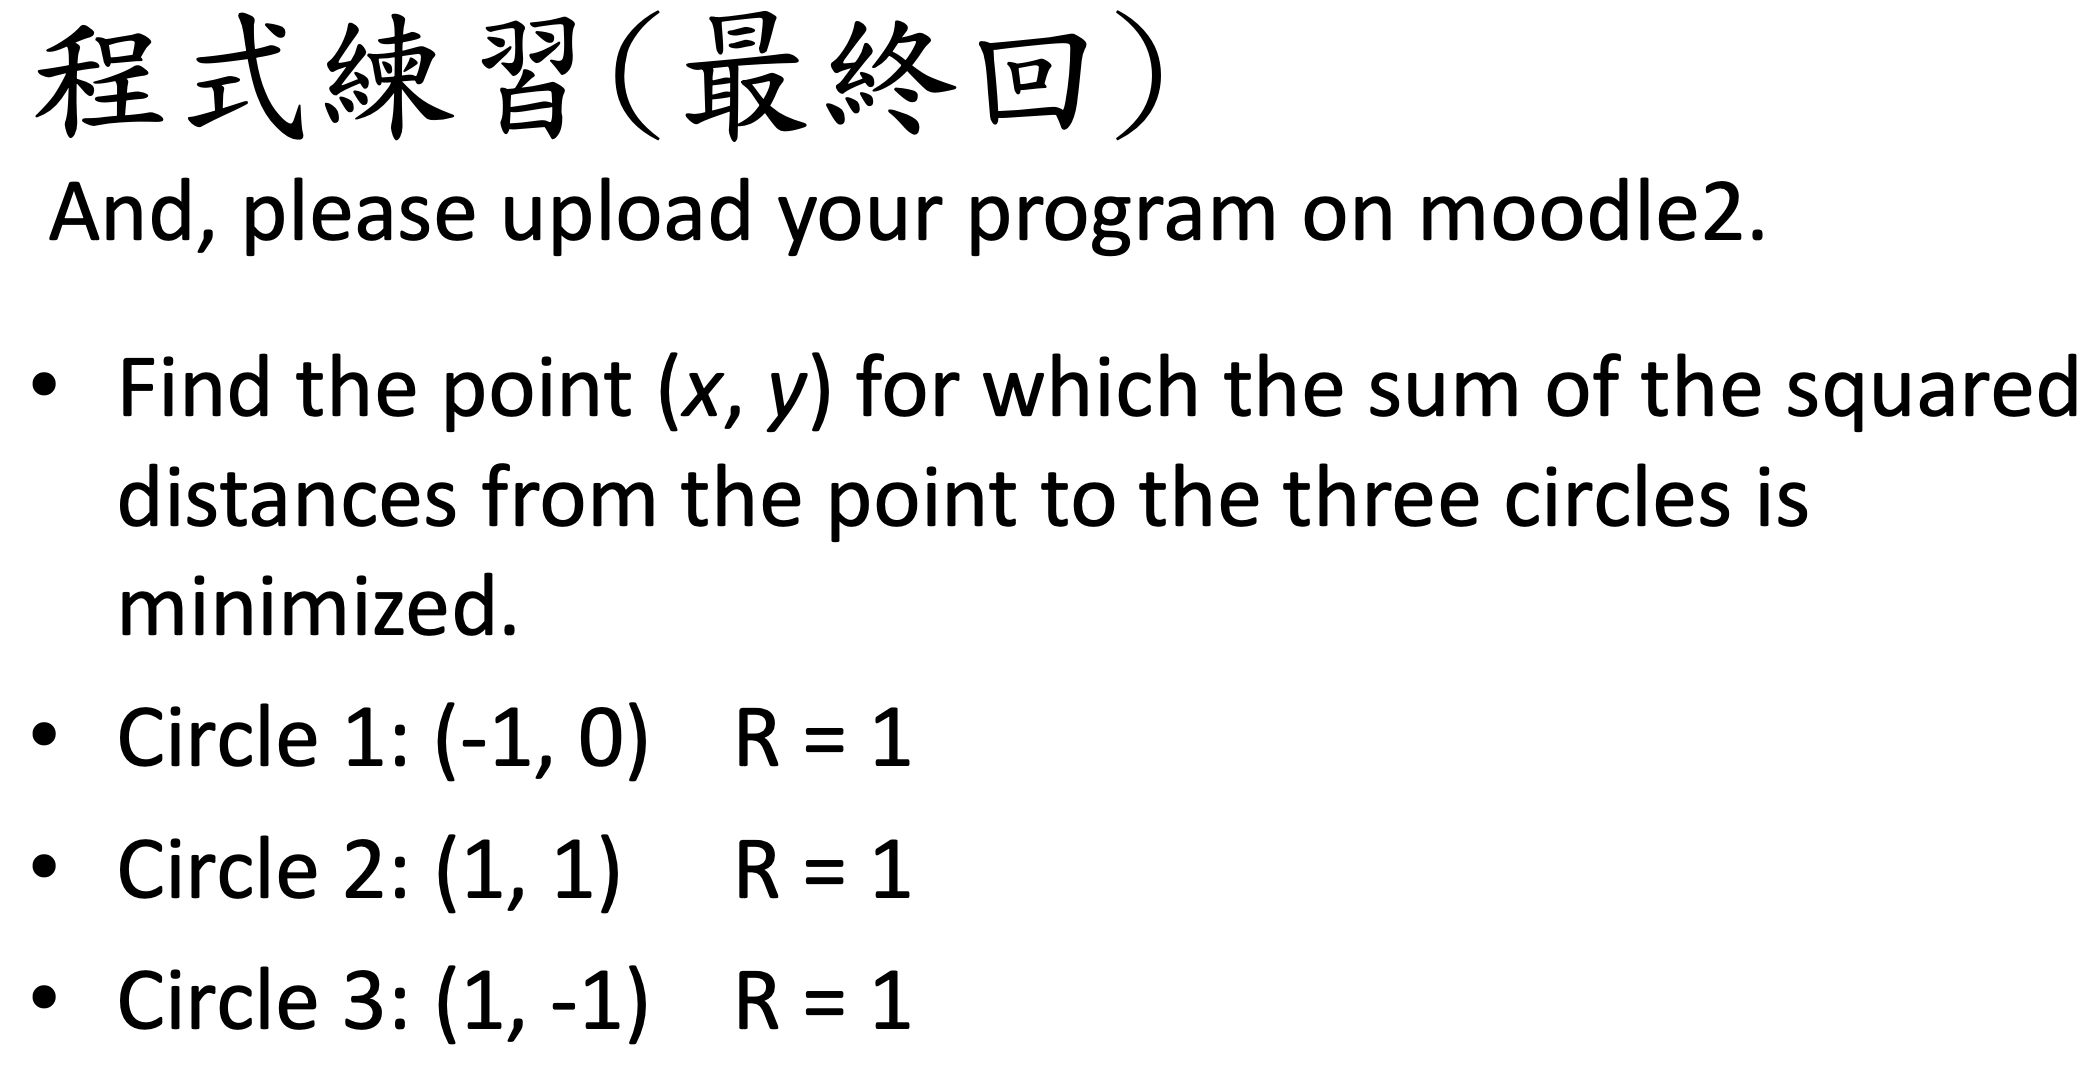 程式練習(最終回)
And, please upload your program on moodle2.
• Find the point (x, y) for which the sum of the squared
distances from the point to the three circles is
minimized.
• Circle 1: (-1, 0) R = 1
• Circle 2: (1, 1) R = 1
• Circle 3: (1, -1) R = 1